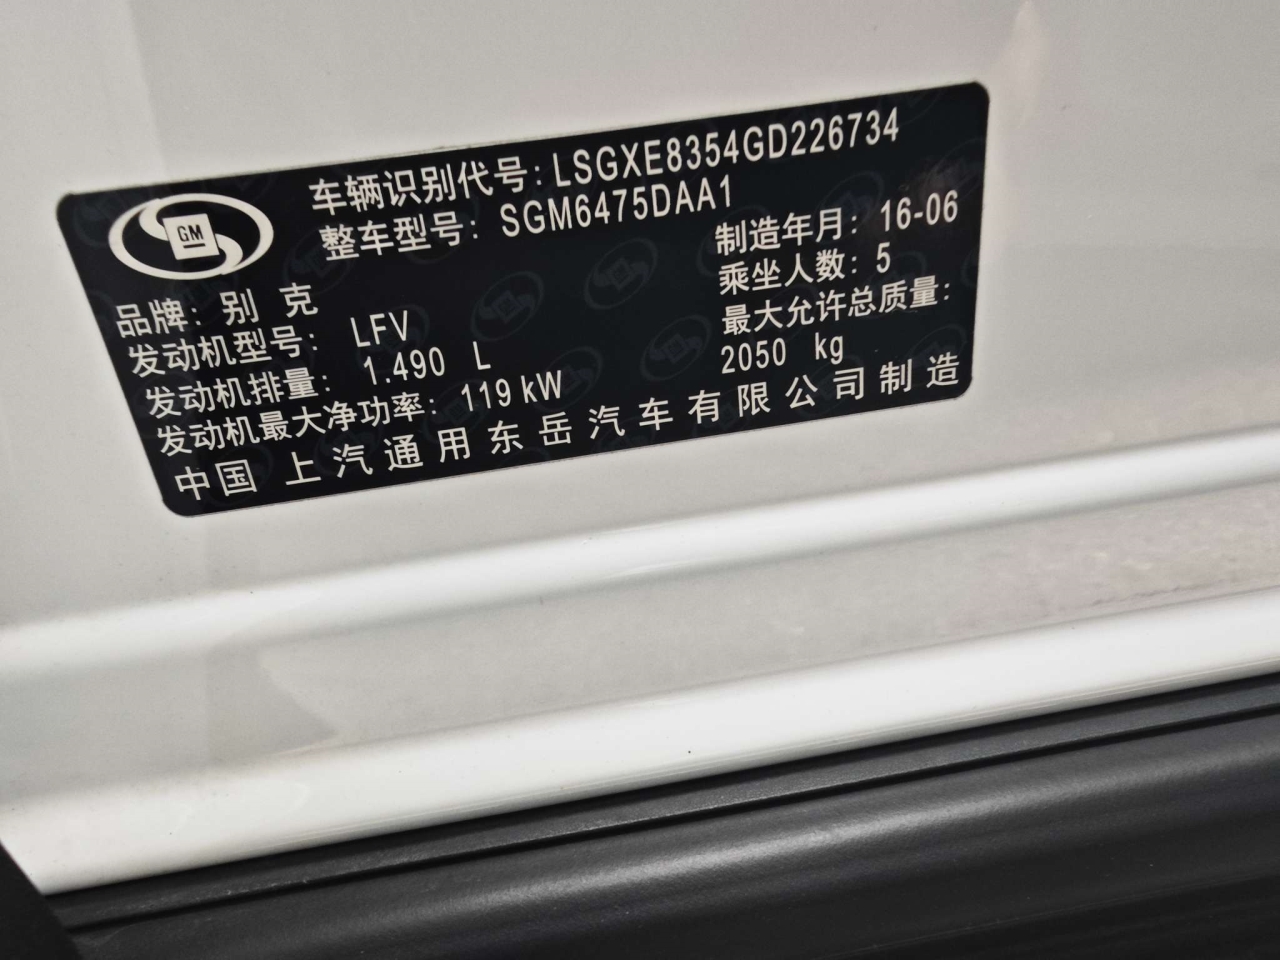 GM
车辆识别代号: LSGXE8354GD226734
整车型号: SGM6475DAA1
制造年月: 16-06
品牌: 别克
乘坐人数: 5
发动机型号: LFV
最大允许总质量:
发动机排量: 1.490 L
2050 kg
发动机最大净功率: 119 kW
中国 上汽通用东岳汽车有限公司制造